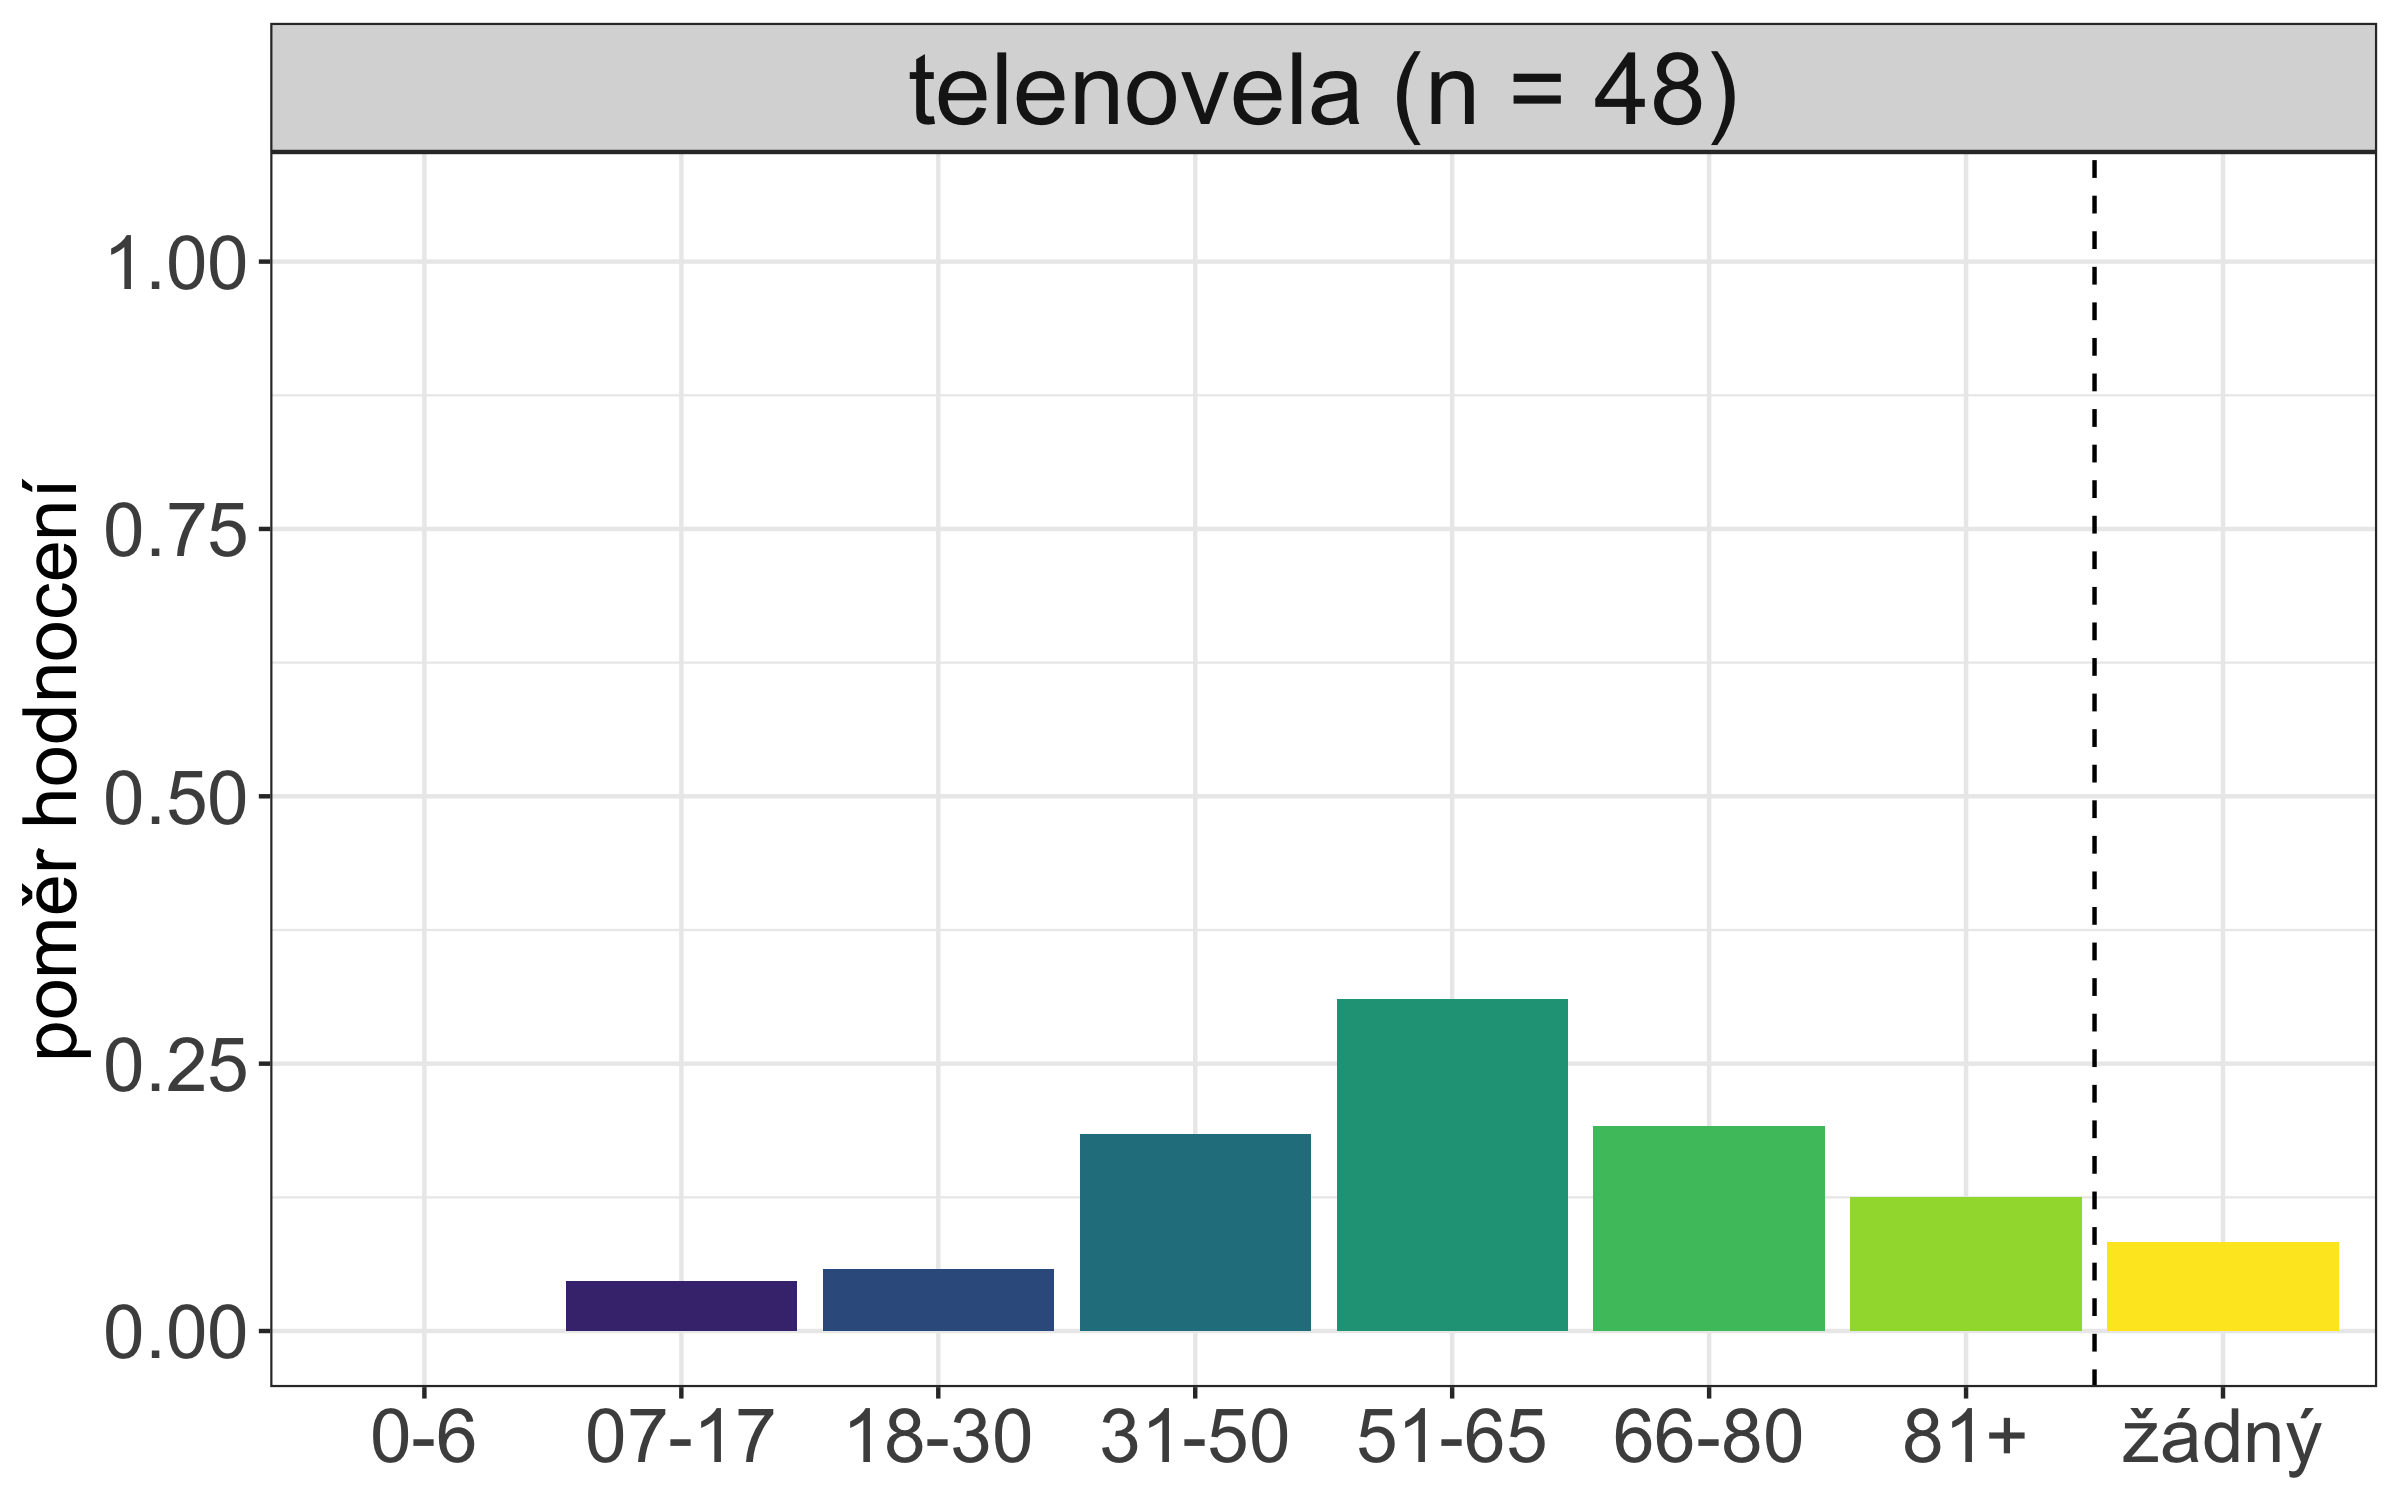 telenovela (n = 48)
poměr hodnocení
1.00
0.75
0.50
0.25
0.00
0-6 07-17 18-30 31-50 51-65 66-80 81+ žádný